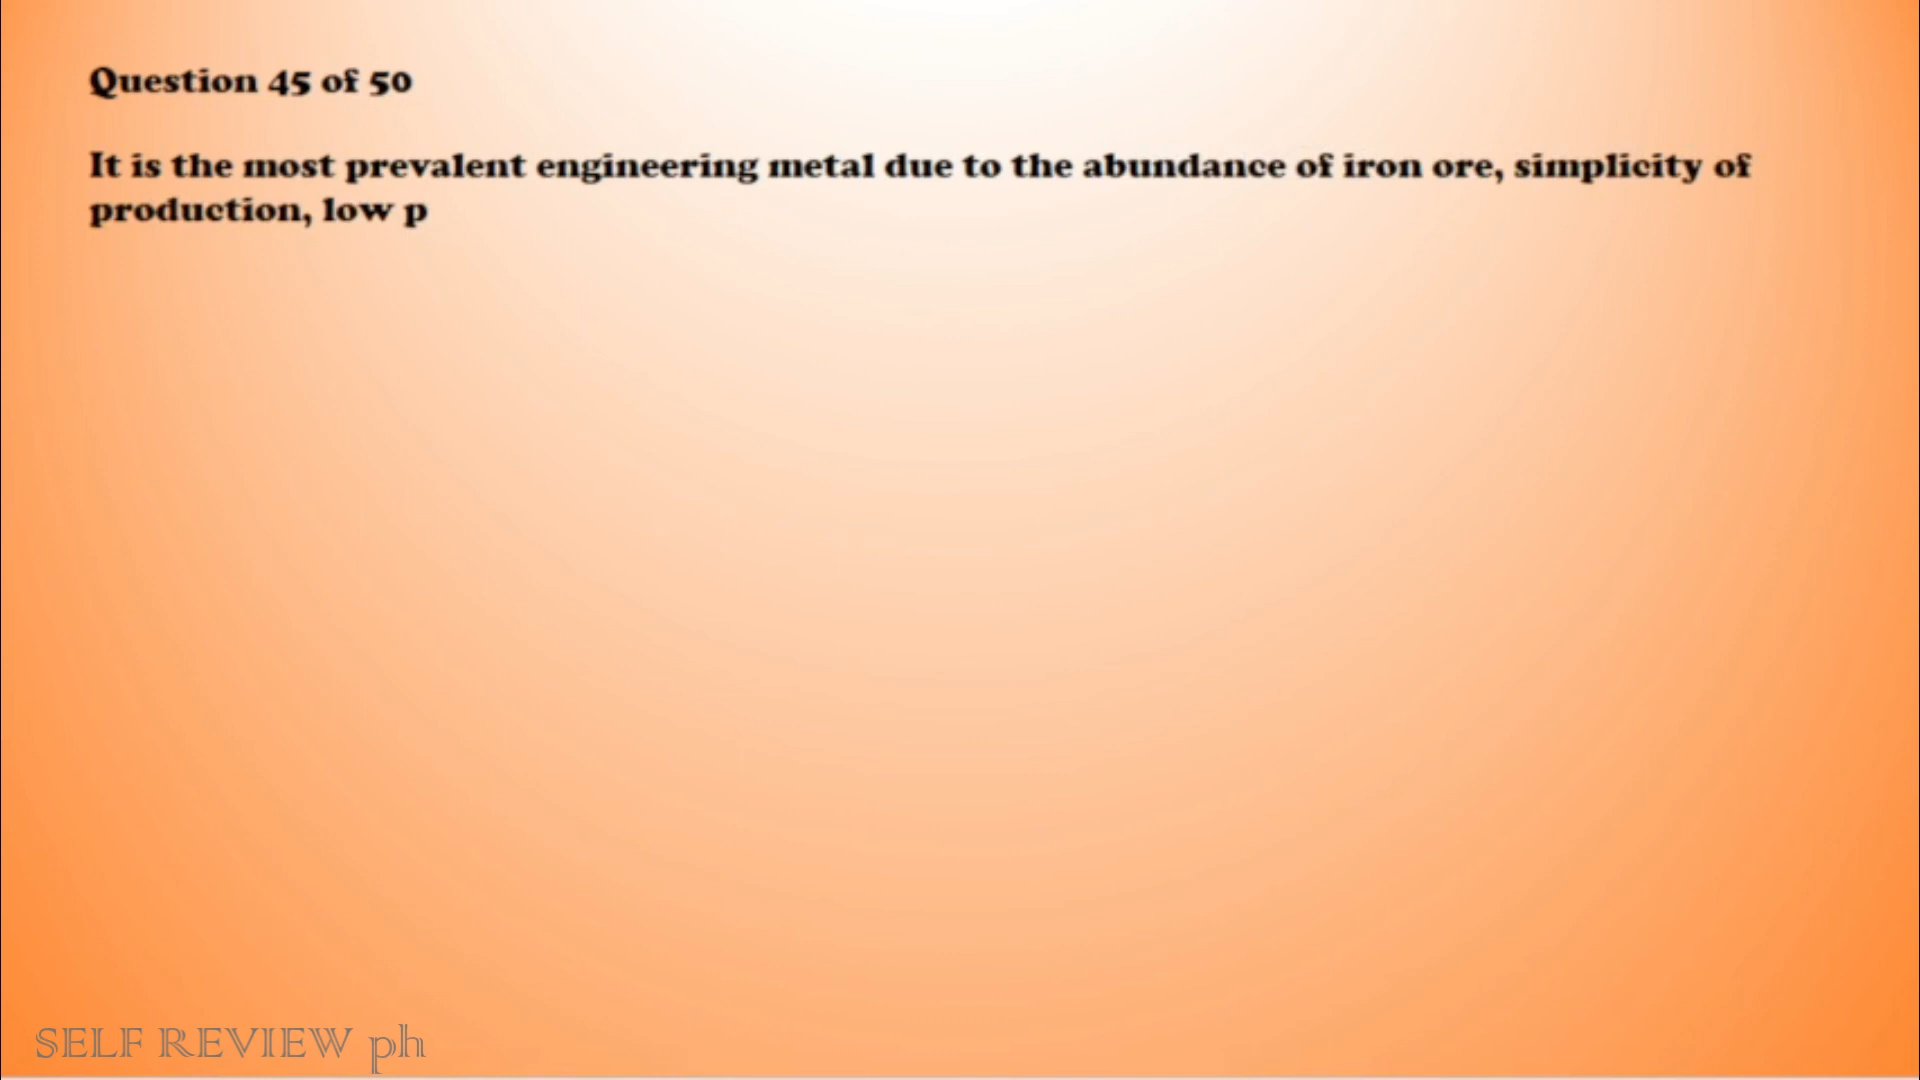 Question 45 of 50
It is the most prevalent engineering metal due to the abundance of iron ore, simplicity of
production, low p
SELF REVIEW ph